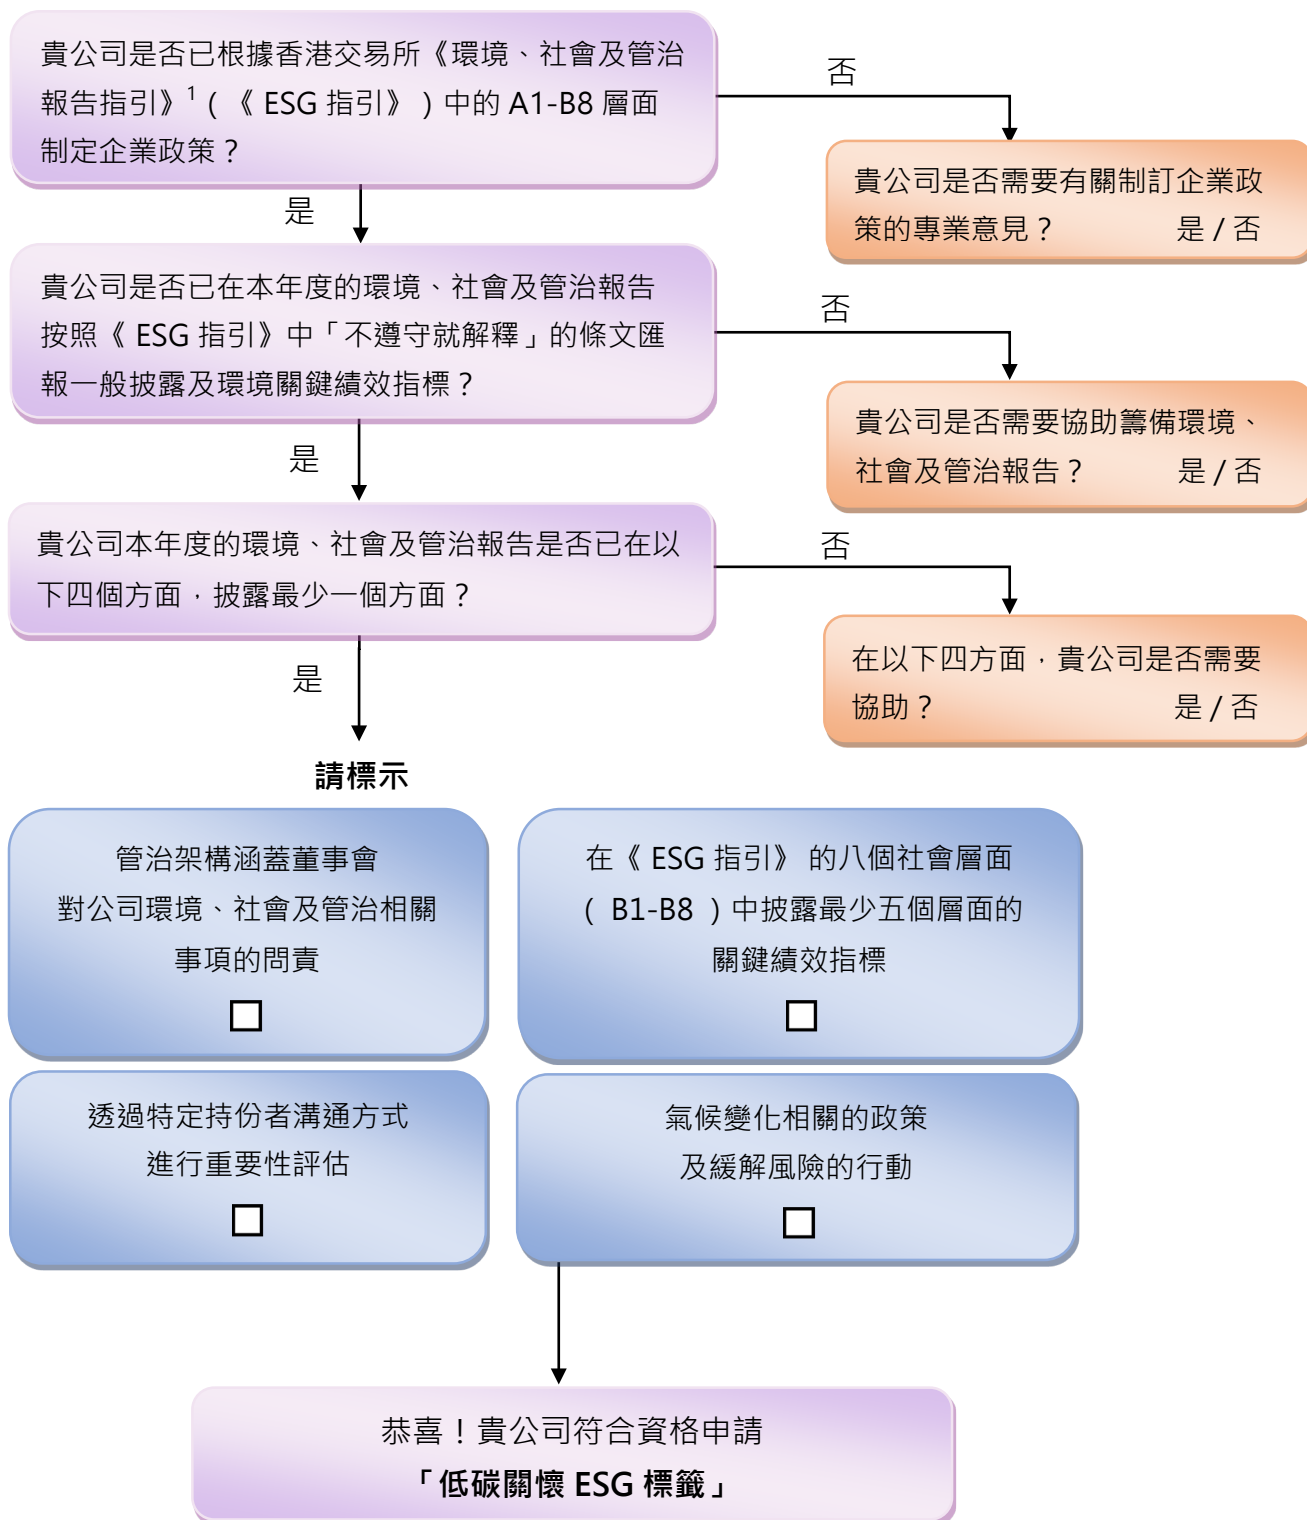 貴公司是否已根據香港交易所《環境、社會及管治
報告指引》1(《ESG 指引》)中的 A1-B8 層面
制定企業政策？
否
貴公司是否需要有關制訂企業政
策的專業意見？ 是 / 否
是
貴公司是否已在本年度的環境、社會及管治報告
按照《ESG 指引》中「不遵守就解釋」的條文匯
報一般披露及環境關鍵績效指標？
否
貴公司是否需要協助籌備環境、
社會及管治報告？ 是 / 否
是
貴公司本年度的環境、社會及管治報告是否已在以
下四個方面，披露最少一個方面？
否
在以下四方面，貴公司是否需要
協助？ 是 / 否
是
請標示
管治架構涵蓋董事會
對公司環境、社會及管治相關
事項的問責
在《ESG 指引》的八個社會層面
( B1-B8 )中披露最少五個層面的
關鍵績效指標
透過特定持份者溝通方式
進行重要性評估
氣候變化相關的政策
及緩解風險的行動
恭喜！貴公司符合資格申請
「低碳關懷 ESG 標籤」